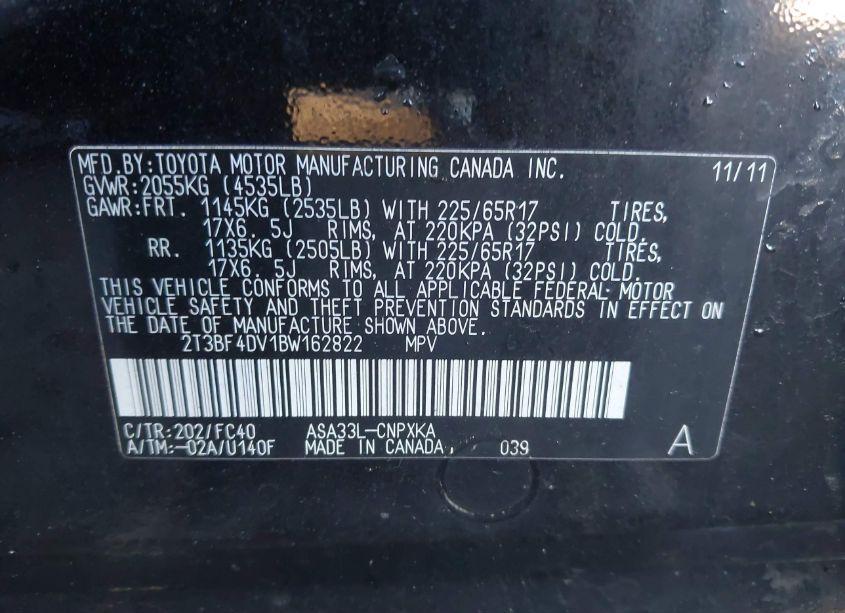 MFD.BY:TOYOTA MOTOR MANUFACTURING CANADA INC. 11/11
GVWR:2055KG (4535LB)
GAWR:FRT. 1145KG (2535LB) WITH 225/65R17 TIRES,
17X6. 5J RIMS, AT 220KPA (32PSI) COLD.
RR. 1135KG (2505LB) WITH 225/65R17 TIRES,
17X6. 5J RIMS, AT 220KPA (32PSI) COLD.
THIS VEHICLE CONFORMS TO ALL APPLICABLE FEDERAL MOTOR
VEHICLE SAFETY AND THEFT PREVENTION STANDARDS IN EFFECT ON
THE DATE OF MANUFACTURE SHOWN ABOVE.
2T3BF4DV1BW162822 MPV
C/TR:202/FC40 ASA33L-CNPXKA
A/TM:-02A/U140F MADE IN CANADA, 039 A